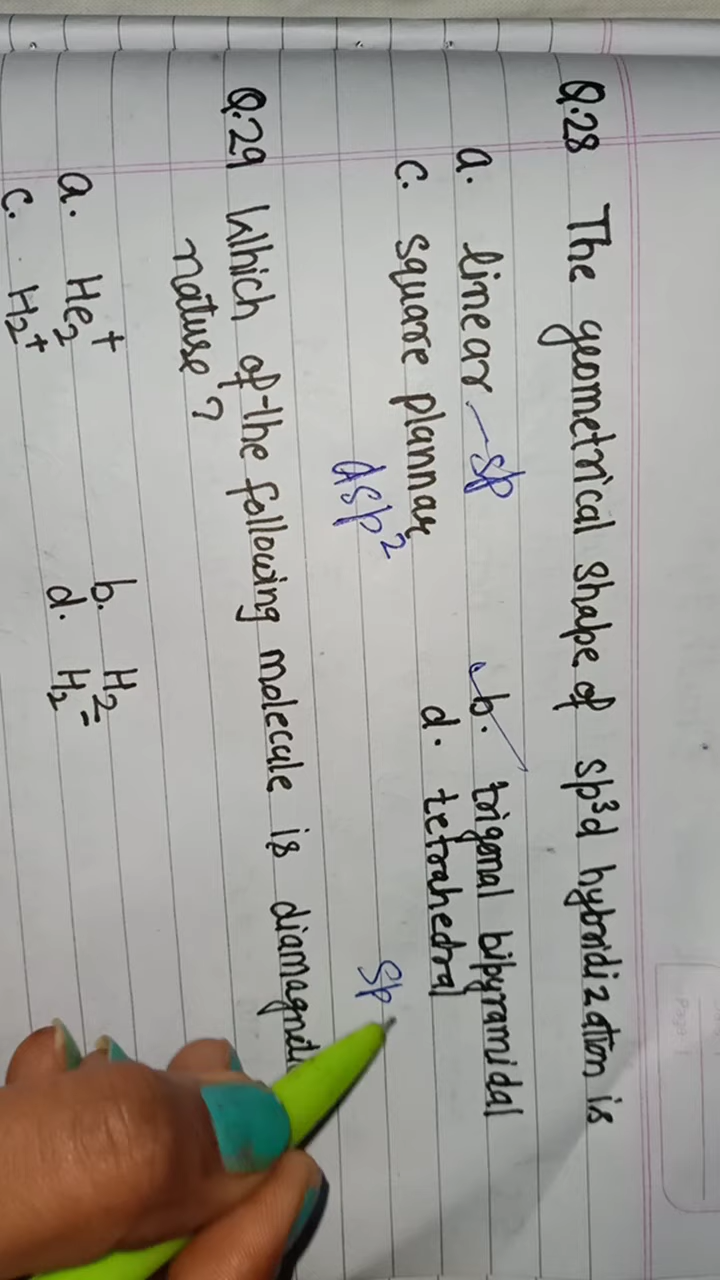 Q.28 The geometrical shape of sp³d hybridization is
a. linear – sp b. trigonal bipyramidal
c. square plannar d. tetrahedral
dsp² sp
Q.29 Which of the following molecule is diamagneti
nature?
a. He₂⁺ b. H₂
c. H₂⁺ d. H₂⁻